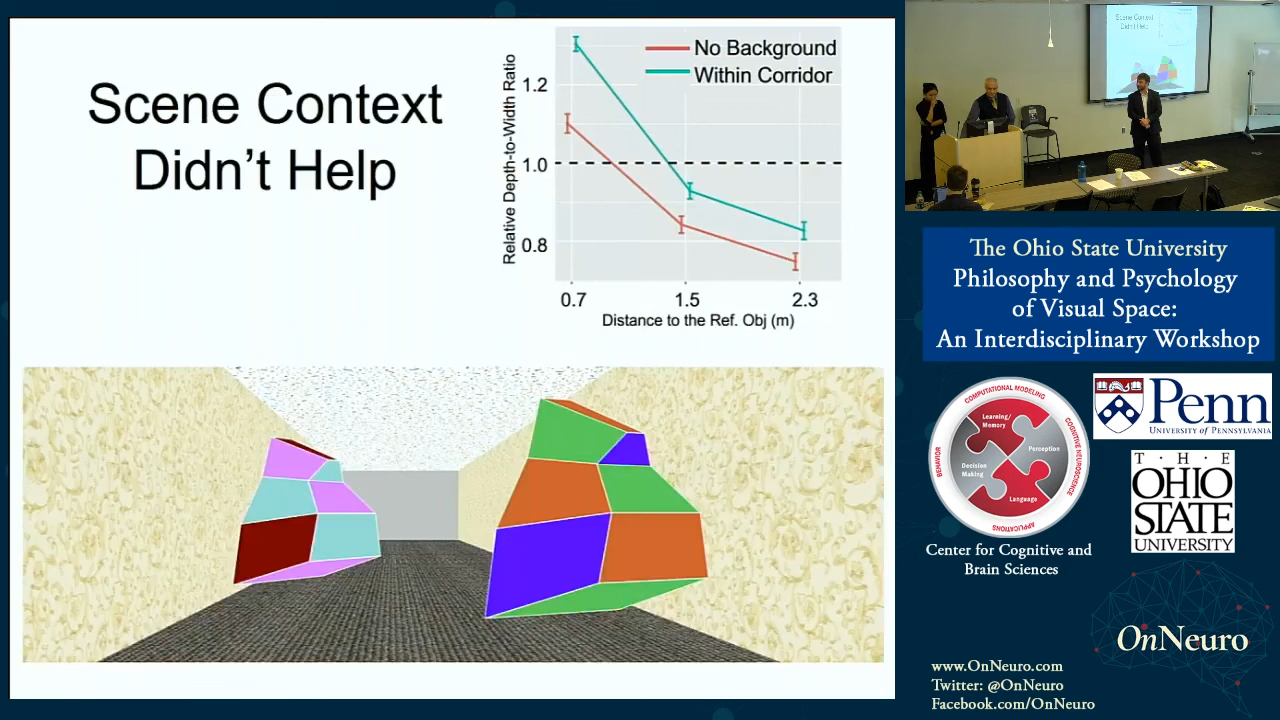 Scene Context
Didn't Help
Relative Depth-to-Width Ratio
1.2
1.0
0.8
No Background
Within Corridor
0.7
1.5
2.3
Distance to the Ref. Obj (m)
Scene Context
Didn't Help
The Ohio State University
Philosophy and Psychology
of Visual Space:
An Interdisciplinary Workshop
COMPUTATIONAL MODELING
COGNITIVE NEUROSCIENCE
APPLICATIONS
BEHAVIOR
Learning/
Memory
Perception
Decision
Making
Language
Center for Cognitive and
Brain Sciences
Penn
UNIVERSITY of PENNSYLVANIA
T · H · E
OHIO
STATE
UNIVERSITY
OnNeuro
www.OnNeuro.com
Twitter: @OnNeuro
Facebook.com/OnNeuro